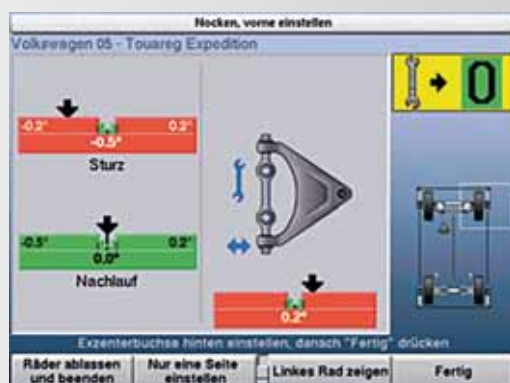 Nocken, vorne einstellen
Volkswagen 05 - Touareg Expedition
-0.2° 0.2°
-0.5°
Sturz
-0.5° 0.2°
0.0°
Nachlauf
0.2°
0
Exzenterbuchse hinten einstellen, danach "Fertig" drücken
Räder ablassen und beenden
Nur eine Seite einstellen
Linkes Rad zeigen
Fertig